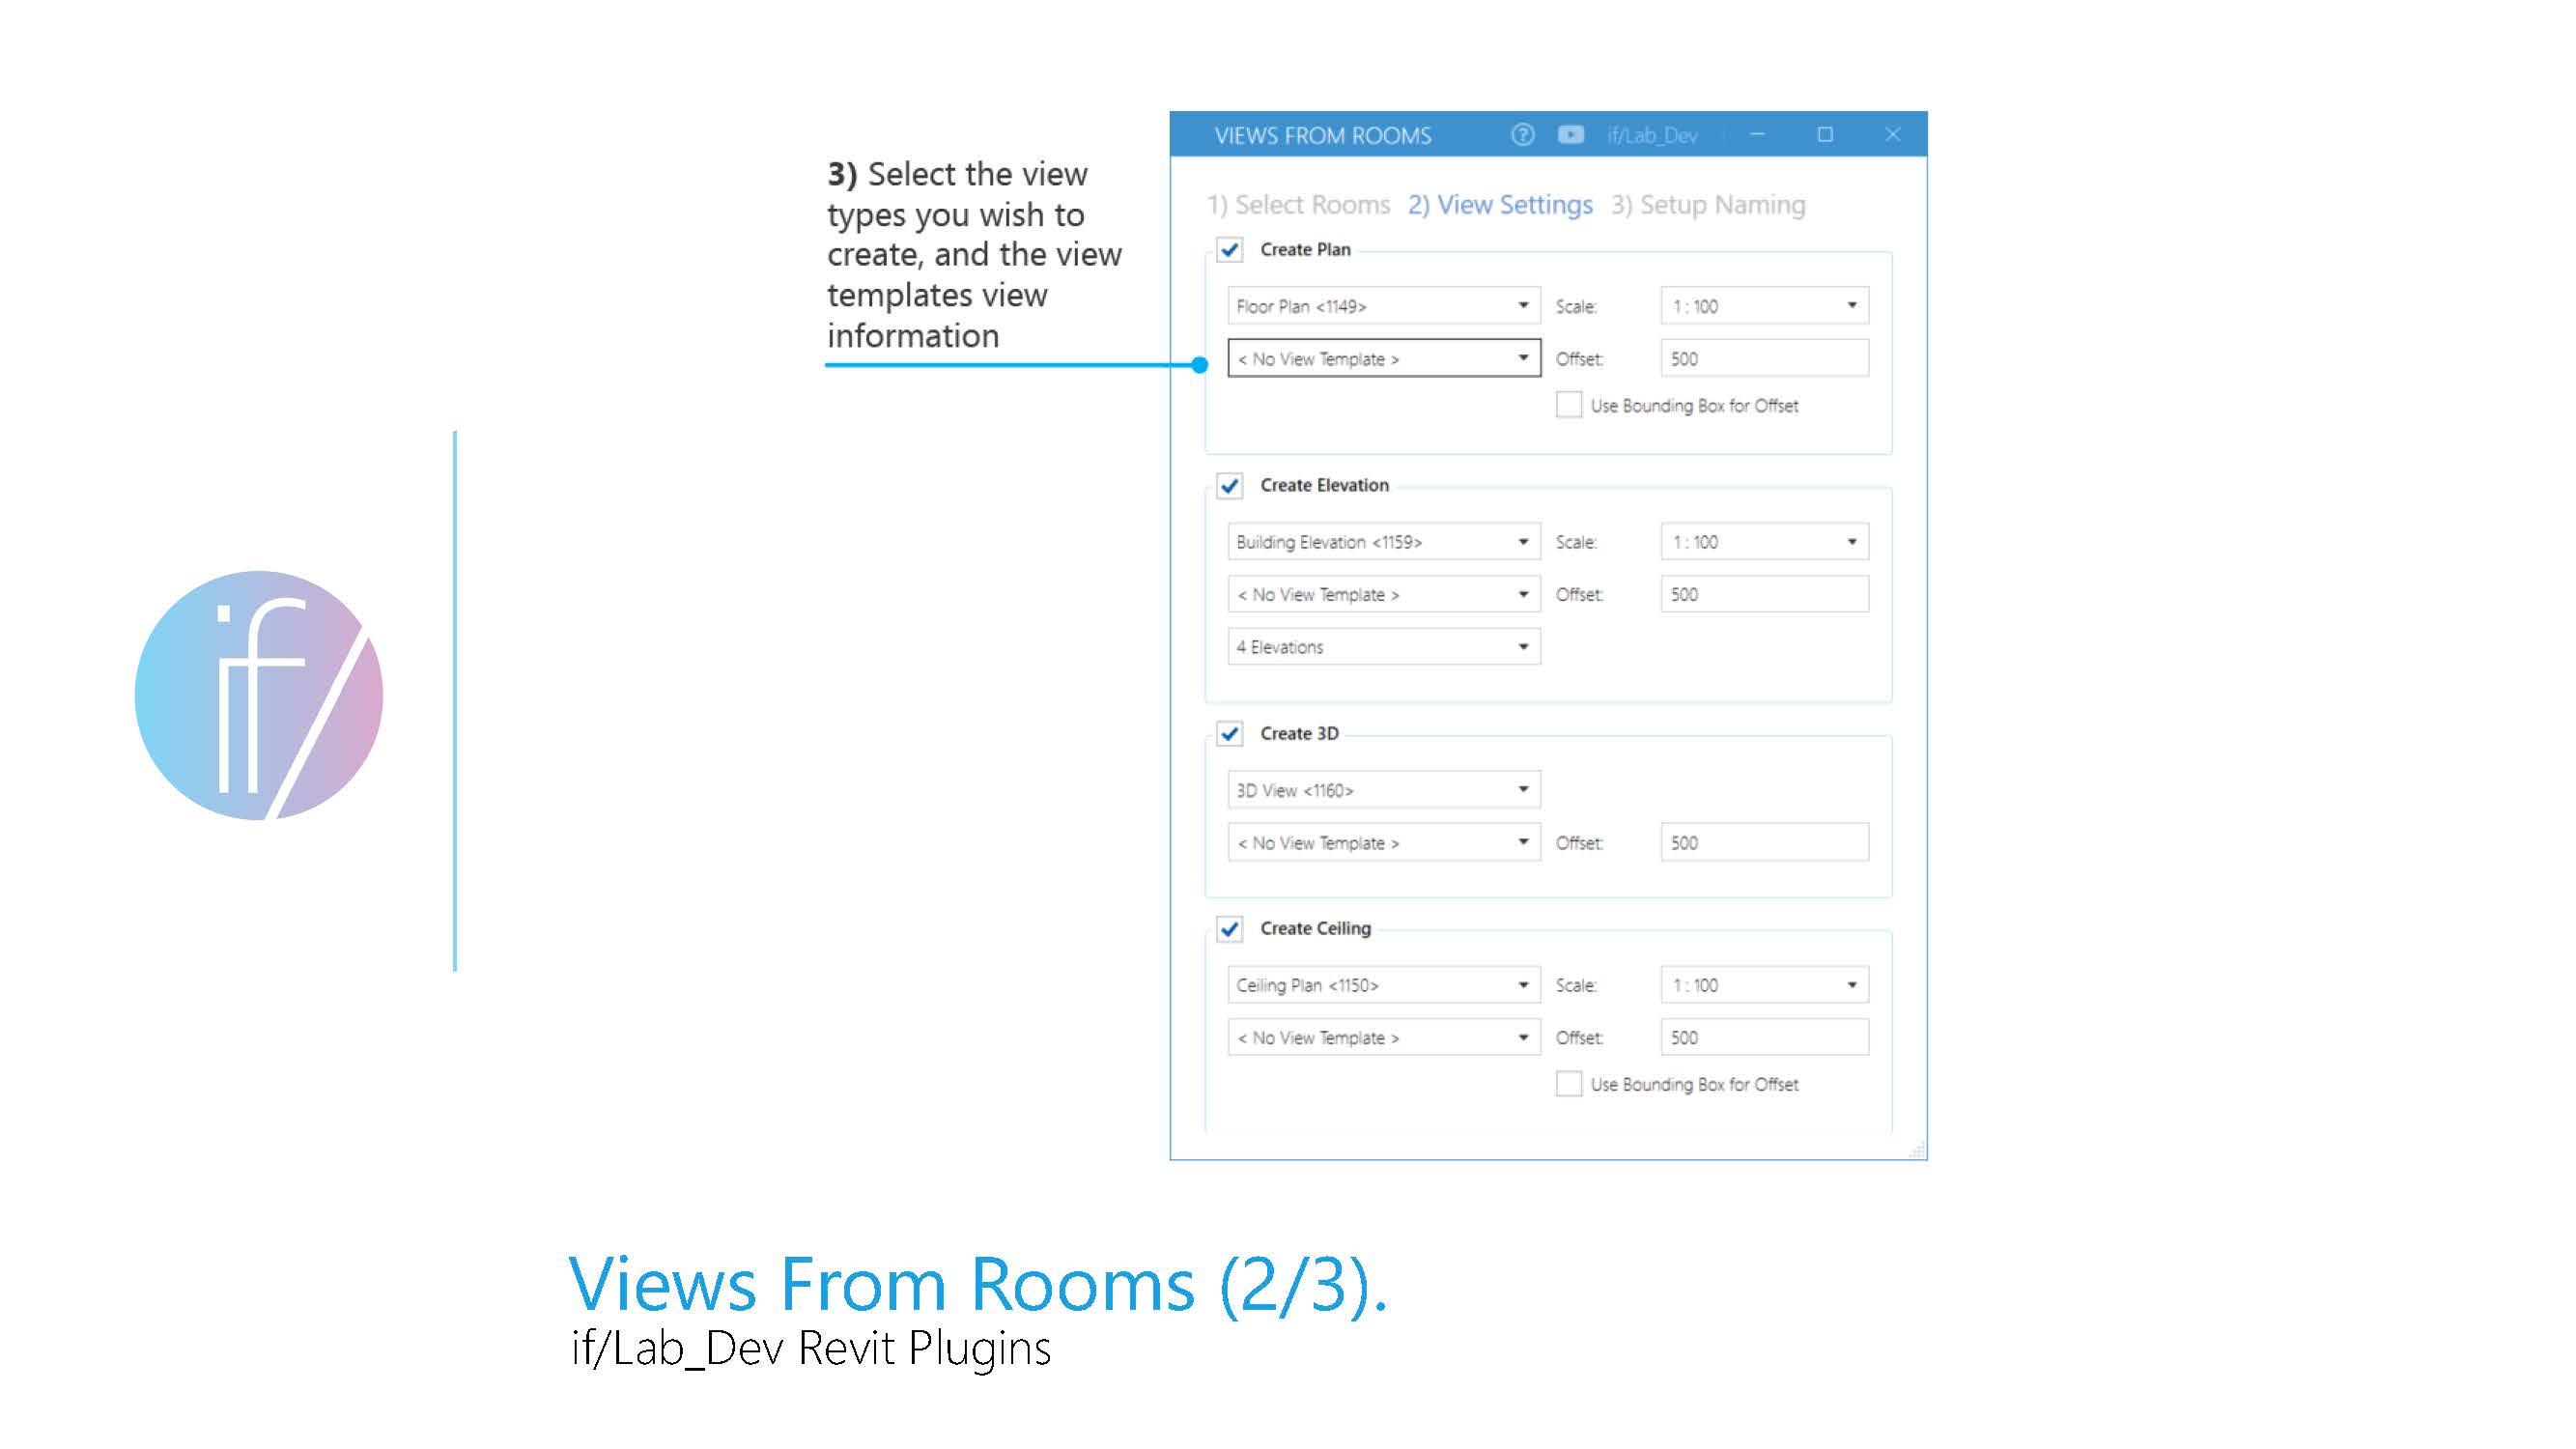 3) Select the view
types you wish to
create, and the view
templates view
information
VIEWS FROM ROOMS if/Lab_Dev
1) Select Rooms 2) View Settings 3) Setup Naming
Create Plan
Floor Plan <1149> Scale: 1 : 100
< No View Template > Offset: 500
Use Bounding Box for Offset
Create Elevation
Building Elevation <1159> Scale: 1 : 100
< No View Template > Offset: 500
4 Elevations
Create 3D
3D View <1160>
< No View Template > Offset: 500
Create Ceiling
Ceiling Plan <1150> Scale: 1 : 100
< No View Template > Offset: 500
Use Bounding Box for Offset
if/
Views From Rooms (2/3).
if/Lab_Dev Revit Plugins